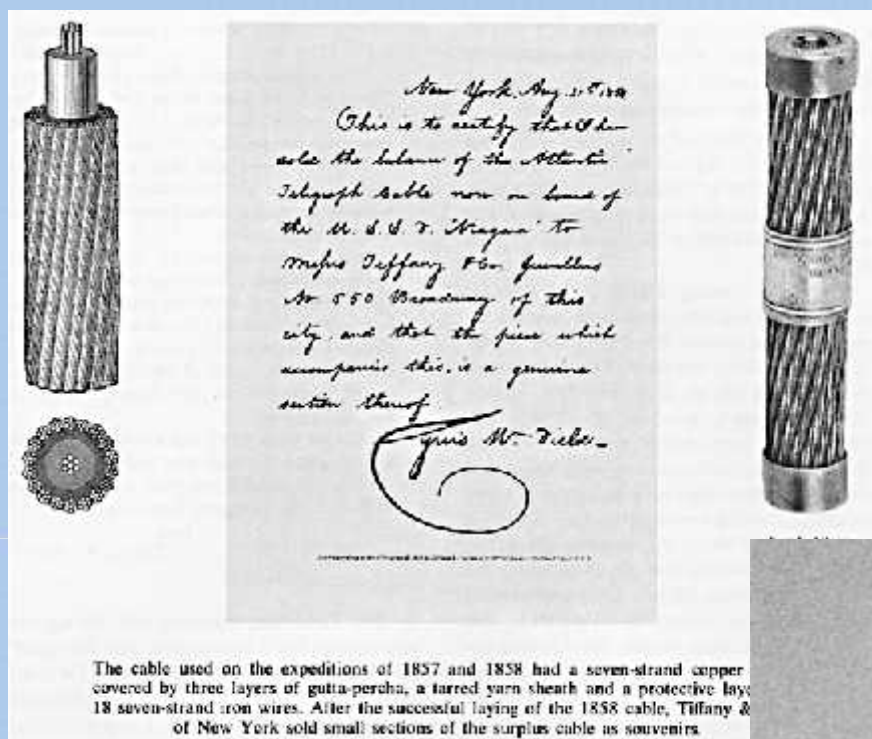 New York, Aug. 21st 1858
This is to certify that I have
sold the balance of the Atlantic
Telegraph Cable now on board of
the U. S. S. F. Niagara to
Messrs Tiffany & Co. Jewellers
No 550 Broadway of this
city, and that the piece which
accompanies this, is a genuine
section thereof.
Cyrus W. Field
The cable used on the expeditions of 1857 and 1858 had a seven-strand copper
covered by three layers of gutta-percha, a tarred yarn sheath and a protective
18 seven-strand iron wires. After the successful laying of the 1858 cable, Tiffany &
of New York sold small sections of the surplus cable as souvenirs.